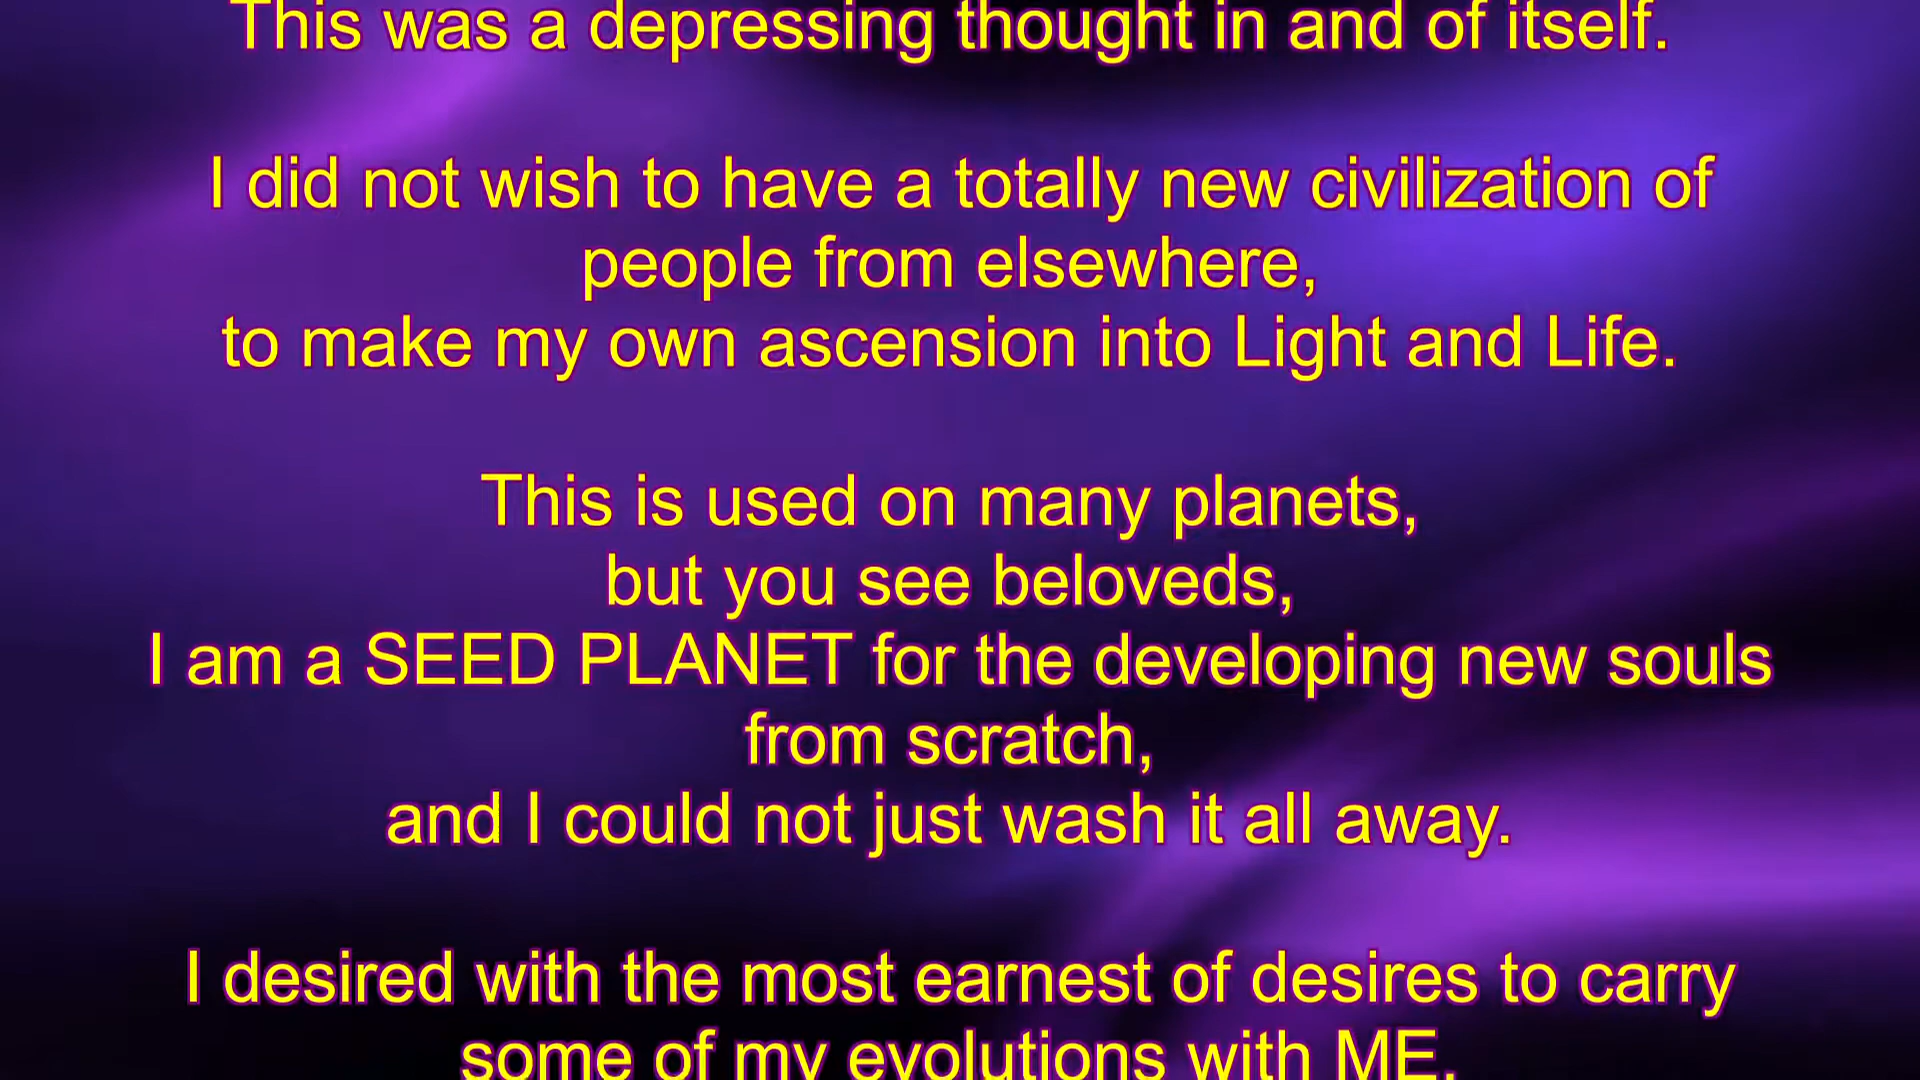 This was a depressing thought in and of itself.
I did not wish to have a totally new civilization of
people from elsewhere,
to make my own ascension into Light and Life.
This is used on many planets,
but you see beloveds,
I am a SEED PLANET for the developing new souls
from scratch,
and I could not just wash it all away.
I desired with the most earnest of desires to carry
some of my evolutions with ME.